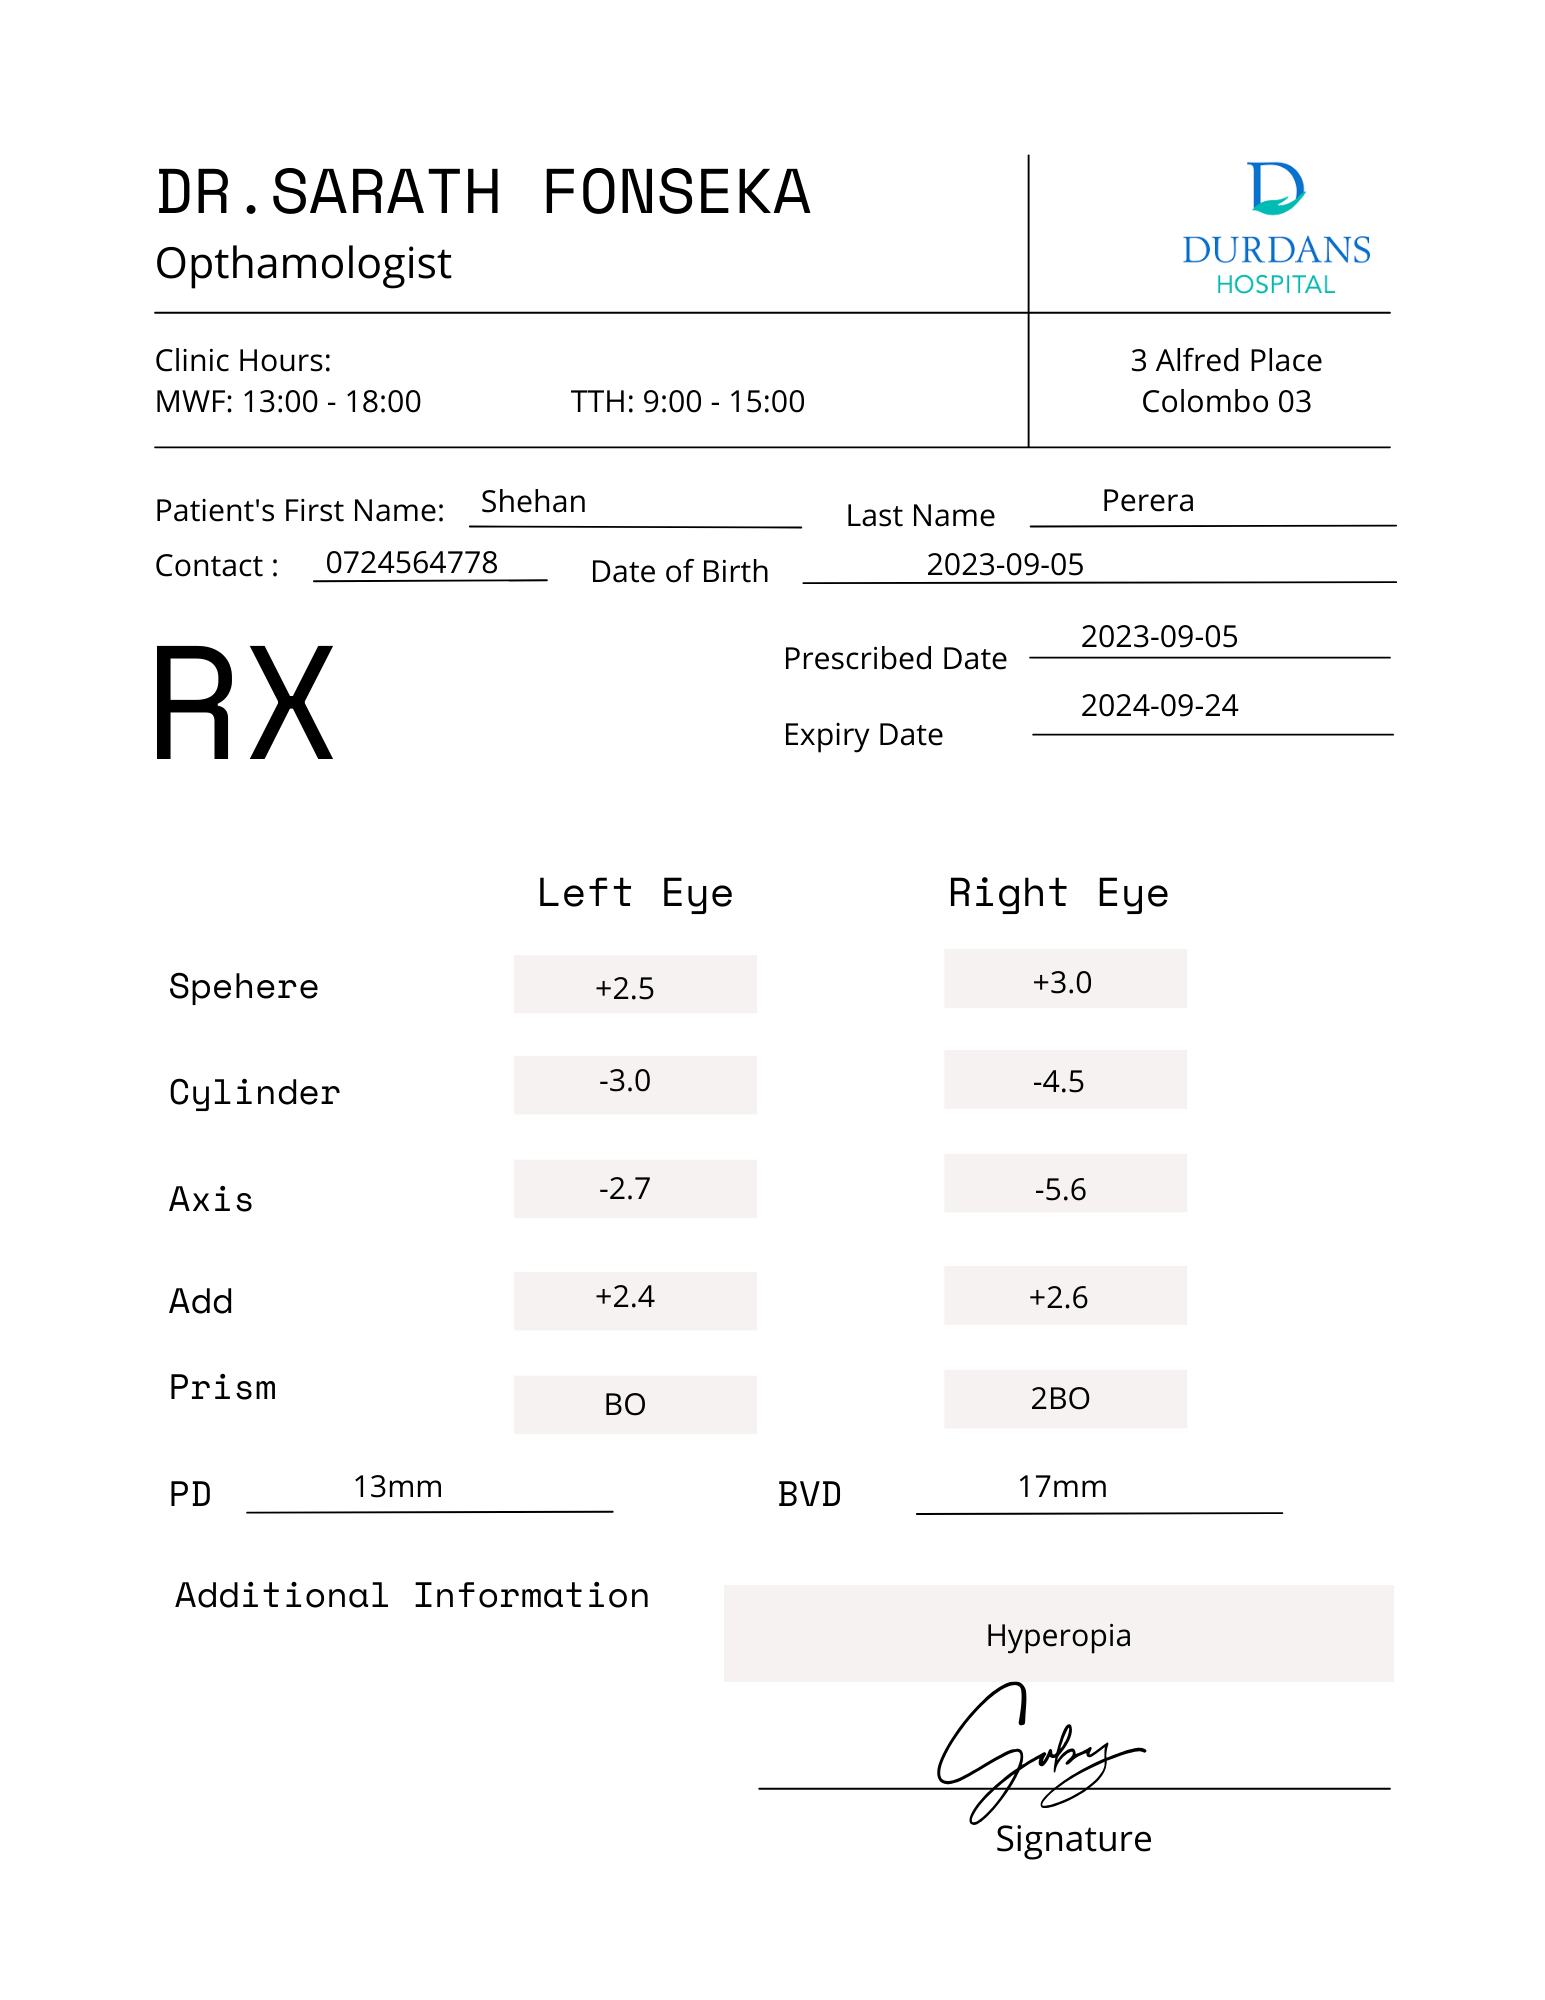 DR.SARATH FONSEKA
Opthamologist
DURDANS
HOSPITAL
Clinic Hours:
MWF: 13:00 - 18:00 TTH: 9:00 - 15:00
3 Alfred Place
Colombo 03
Patient's First Name: Shehan Last Name Perera
Contact : 0724564778 Date of Birth 2023-09-05
RX
Prescribed Date 2023-09-05
Expiry Date 2024-09-24
Left Eye Right Eye
Spehere +2.5 +3.0
Cylinder -3.0 -4.5
Axis -2.7 -5.6
Add +2.4 +2.6
Prism BO 2BO
PD 13mm BVD 17mm
Additional Information Hyperopia
Gaby
Signature